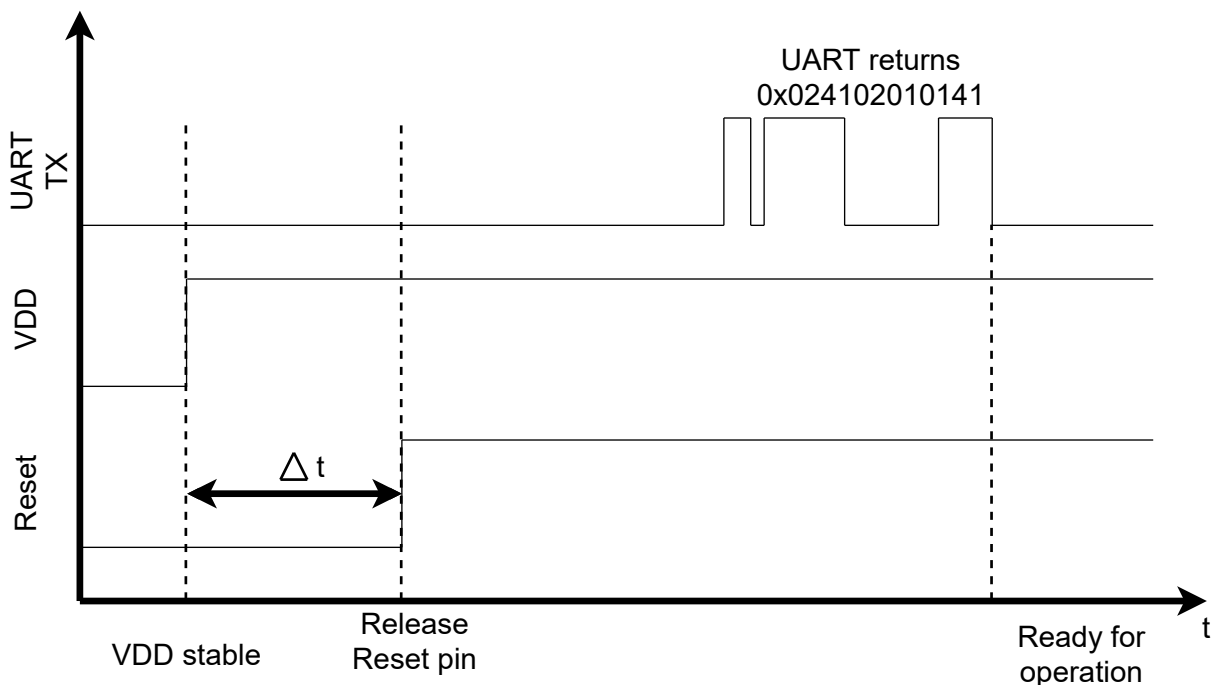 UART returns
0x024102010141
UART
TX
VDD
Reset
△ t
t
VDD stable
Release
Reset pin
Ready for
operation